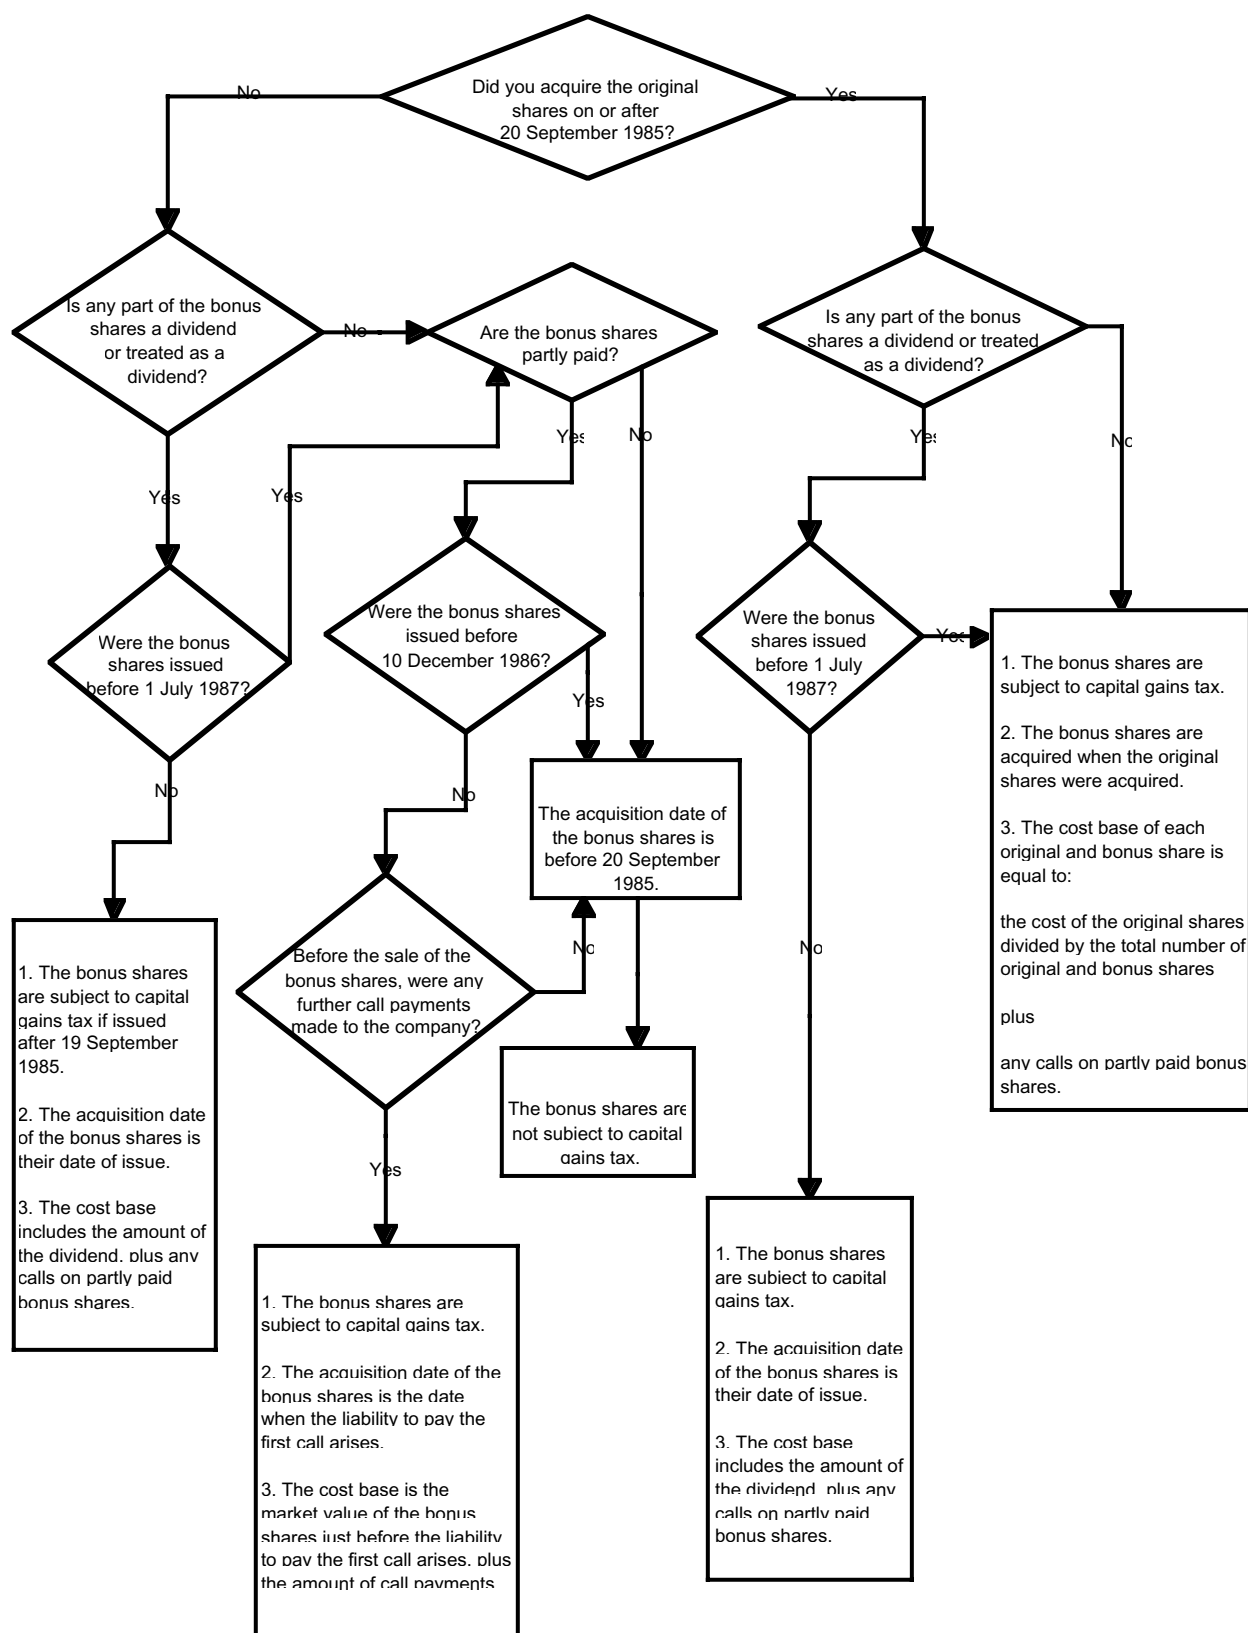 Did you acquire the original
shares on or after
20 September 1985?
No
Yes
Is any part of the bonus
shares a dividend
or treated as a
dividend?
No
Are the bonus shares
partly paid?
Is any part of the bonus
shares a dividend or treated
as a dividend?
Yes
No
Yes
No
Yes
Yes
Were the bonus
shares issued
before 1 July 1987?
Were the bonus shares
issued before
10 December 1986?
Were the bonus
shares issued
before 1 July
1987?
Yes
Yes
No
No
No
1. The bonus shares are
subject to capital gains tax.
2. The bonus shares are
acquired when the original
shares were acquired.
3. The cost base of each
original and bonus share is
equal to:
the cost of the original shares
divided by the total number of
original and bonus shares
plus
any calls on partly paid bonus
shares.
The acquisition date of
the bonus shares is
before 20 September
1985.
Before the sale of the
bonus shares, were any
further call payments
made to the company?
No
Yes
The bonus shares are
not subject to capital
gains tax.
1. The bonus shares
are subject to capital
gains tax if issued
after 19 September
1985.
2. The acquisition date
of the bonus shares is
their date of issue.
3. The cost base
includes the amount of
the dividend, plus any
calls on partly paid
bonus shares.
1. The bonus shares are
subject to capital gains tax.
2. The acquisition date of the
bonus shares is the date
when the liability to pay the
first call arises.
3. The cost base is the
market value of the bonus
shares just before the liability
to pay the first call arises, plus
the amount of call payments
1. The bonus shares
are subject to capital
gains tax.
2. The acquisition date
of the bonus shares is
their date of issue.
3. The cost base
includes the amount of
the dividend, plus any
calls on partly paid
bonus shares.
No